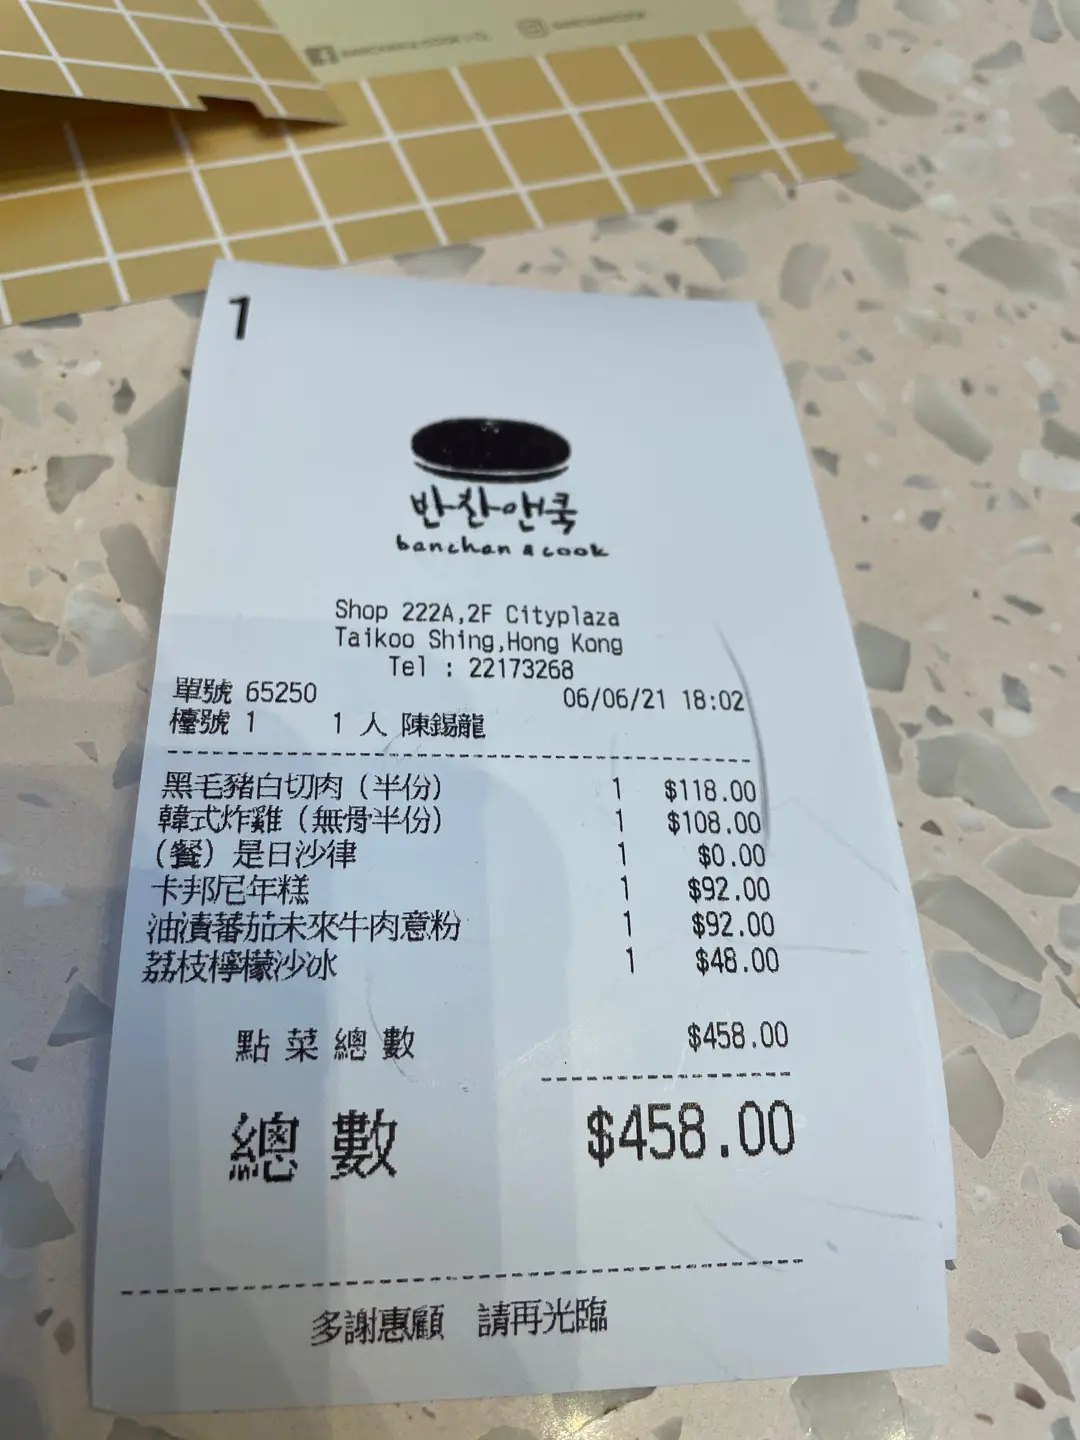 1
반찬앤쿡
banchan & cook
Shop 222A,2F Cityplaza
Taikoo Shing,Hong Kong
Tel : 22173268
單號 65250 06/06/21 18:02
檯號 1 1 人 陳錫龍
黑毛豬白切肉（半份） 1 $118.00
韓式炸雞（無骨半份） 1 $108.00
（餐）是日沙律 1 $0.00
卡邦尼年糕 1 $92.00
油漬蕃茄未來牛肉意粉 1 $92.00
荔枝檸檬沙冰 1 $48.00
點菜總數 $458.00
總數 $458.00
多謝惠顧 請再光臨